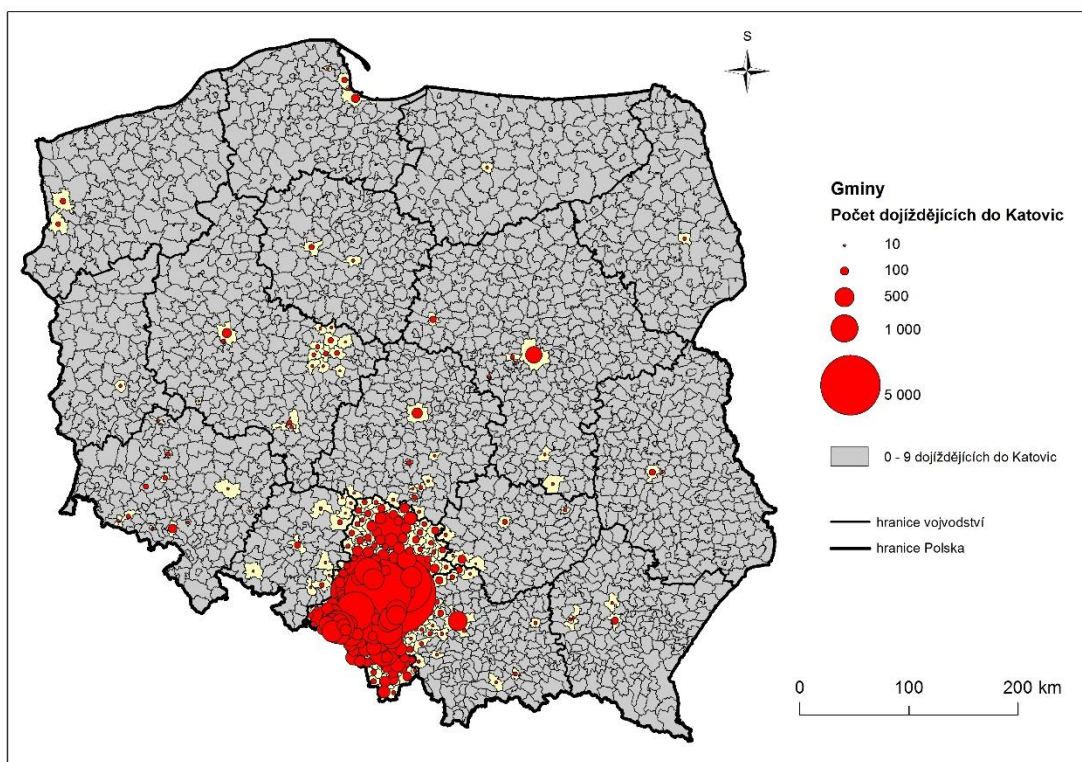 S
Gminy
Počet dojíždějících do Katovic
10
100
500
1 000
5 000
0 - 9 dojíždějících do Katovic
hranice vojvodství
hranice Polska
0 100 200 km